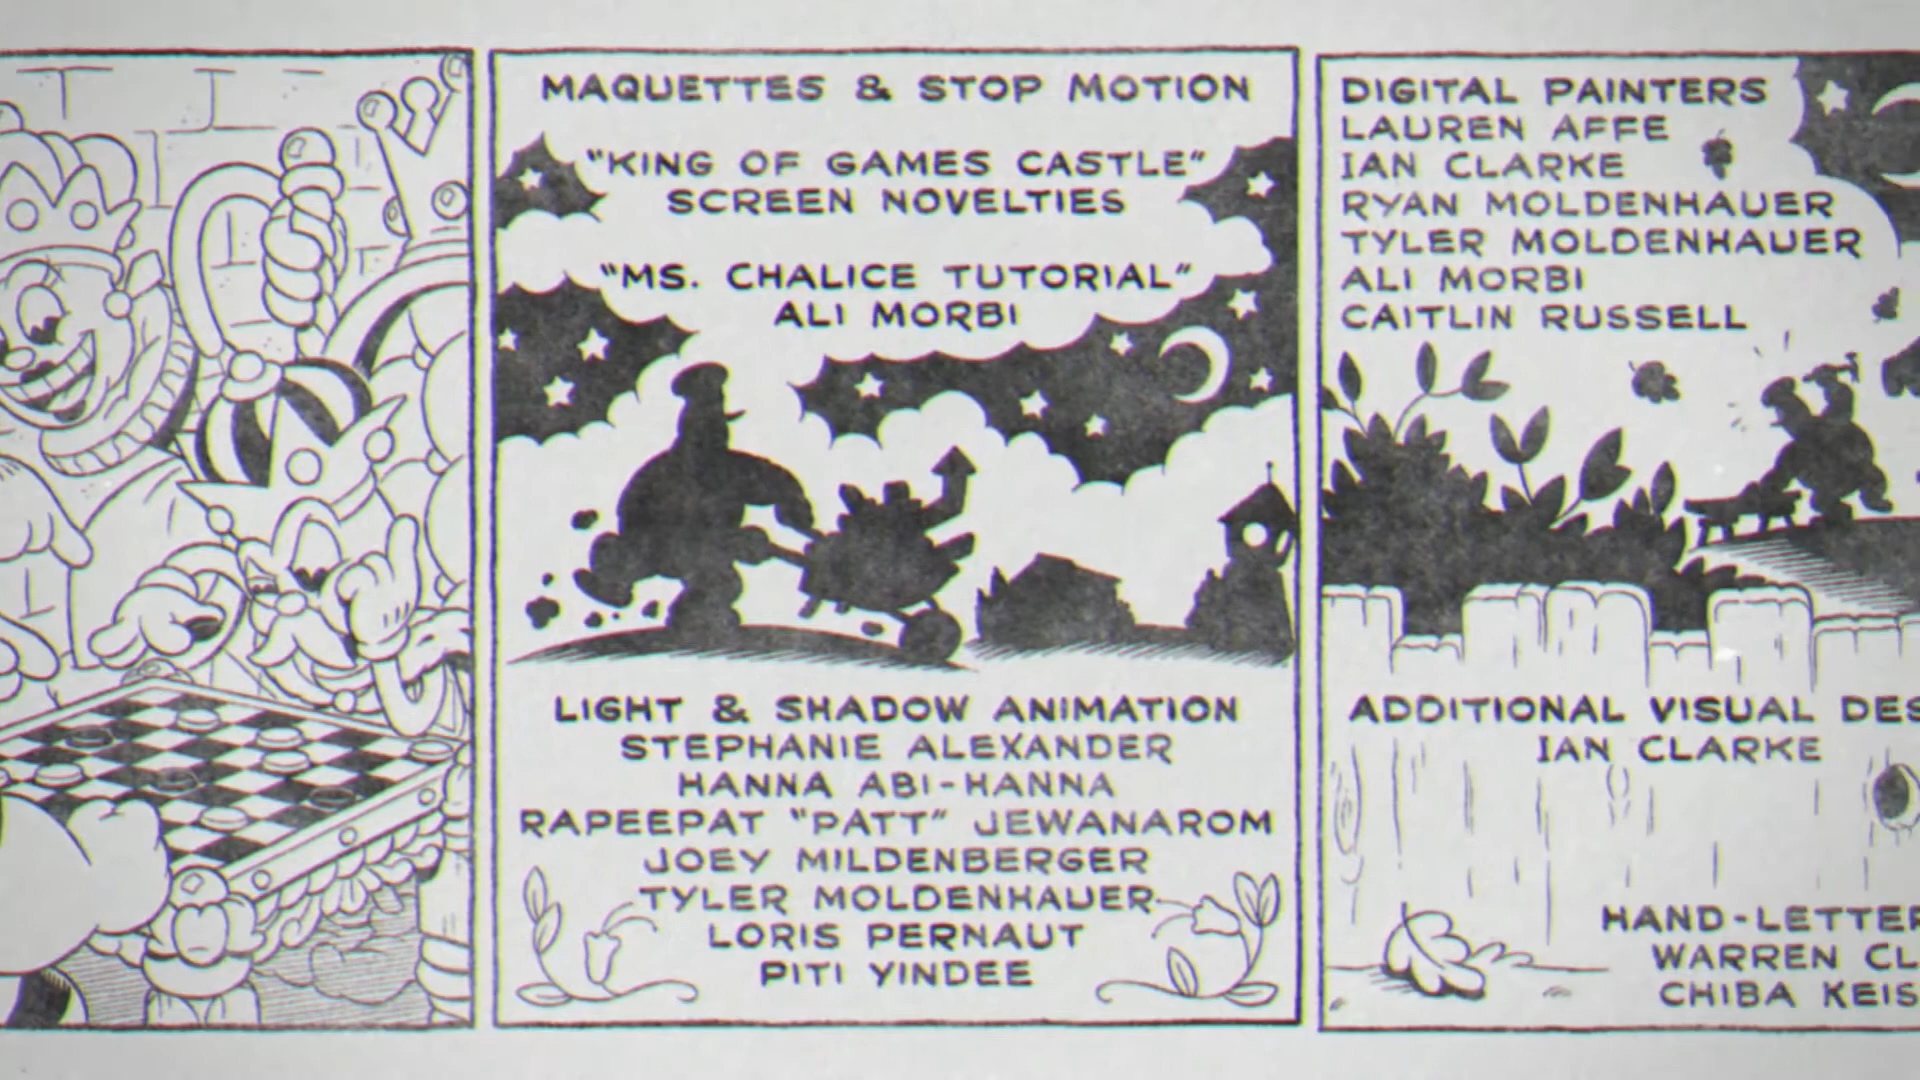 MAQUETTES & STOP MOTION
"KING OF GAMES CASTLE"
SCREEN NOVELTIES
"MS. CHALICE TUTORIAL"
ALI MORBI
LIGHT & SHADOW ANIMATION
STEPHANIE ALEXANDER
HANNA ABI-HANNA
RAPEEPAT "PATT" JEWANAROM
JOEY MILDENBERGER
TYLER MOLDENHAUER
LORIS PERNAUT
PITI YINDEE
DIGITAL PAINTERS
LAUREN AFFE
IAN CLARKE
RYAN MOLDENHAUER
TYLER MOLDENHAUER
ALI MORBI
CAITLIN RUSSELL
ADDITIONAL VISUAL
IAN CLARKE
WARREN
CHIBA